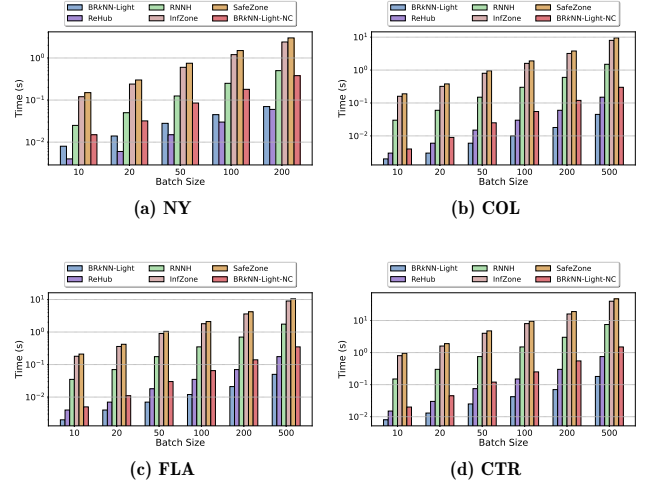 BRkNN-Light RNNH SafeZone
ReHub InfZone BRkNN-Light-NC
Time (s)
10⁰
10⁻¹
10⁻²
10 20 50 100 200
Batch Size
(a) NY
BRkNN-Light RNNH SafeZone
ReHub InfZone BRkNN-Light-NC
Time (s)
10¹
10⁰
10⁻¹
10⁻²
10 20 50 100 200 500
Batch Size
(b) COL
BRkNN-Light RNNH SafeZone
ReHub InfZone BRkNN-Light-NC
Time (s)
10¹
10⁰
10⁻¹
10⁻²
10 20 50 100 200 500
Batch Size
(c) FLA
BRkNN-Light RNNH SafeZone
ReHub InfZone BRkNN-Light-NC
Time (s)
10¹
10⁰
10⁻¹
10⁻²
10 20 50 100 200 500
Batch Size
(d) CTR